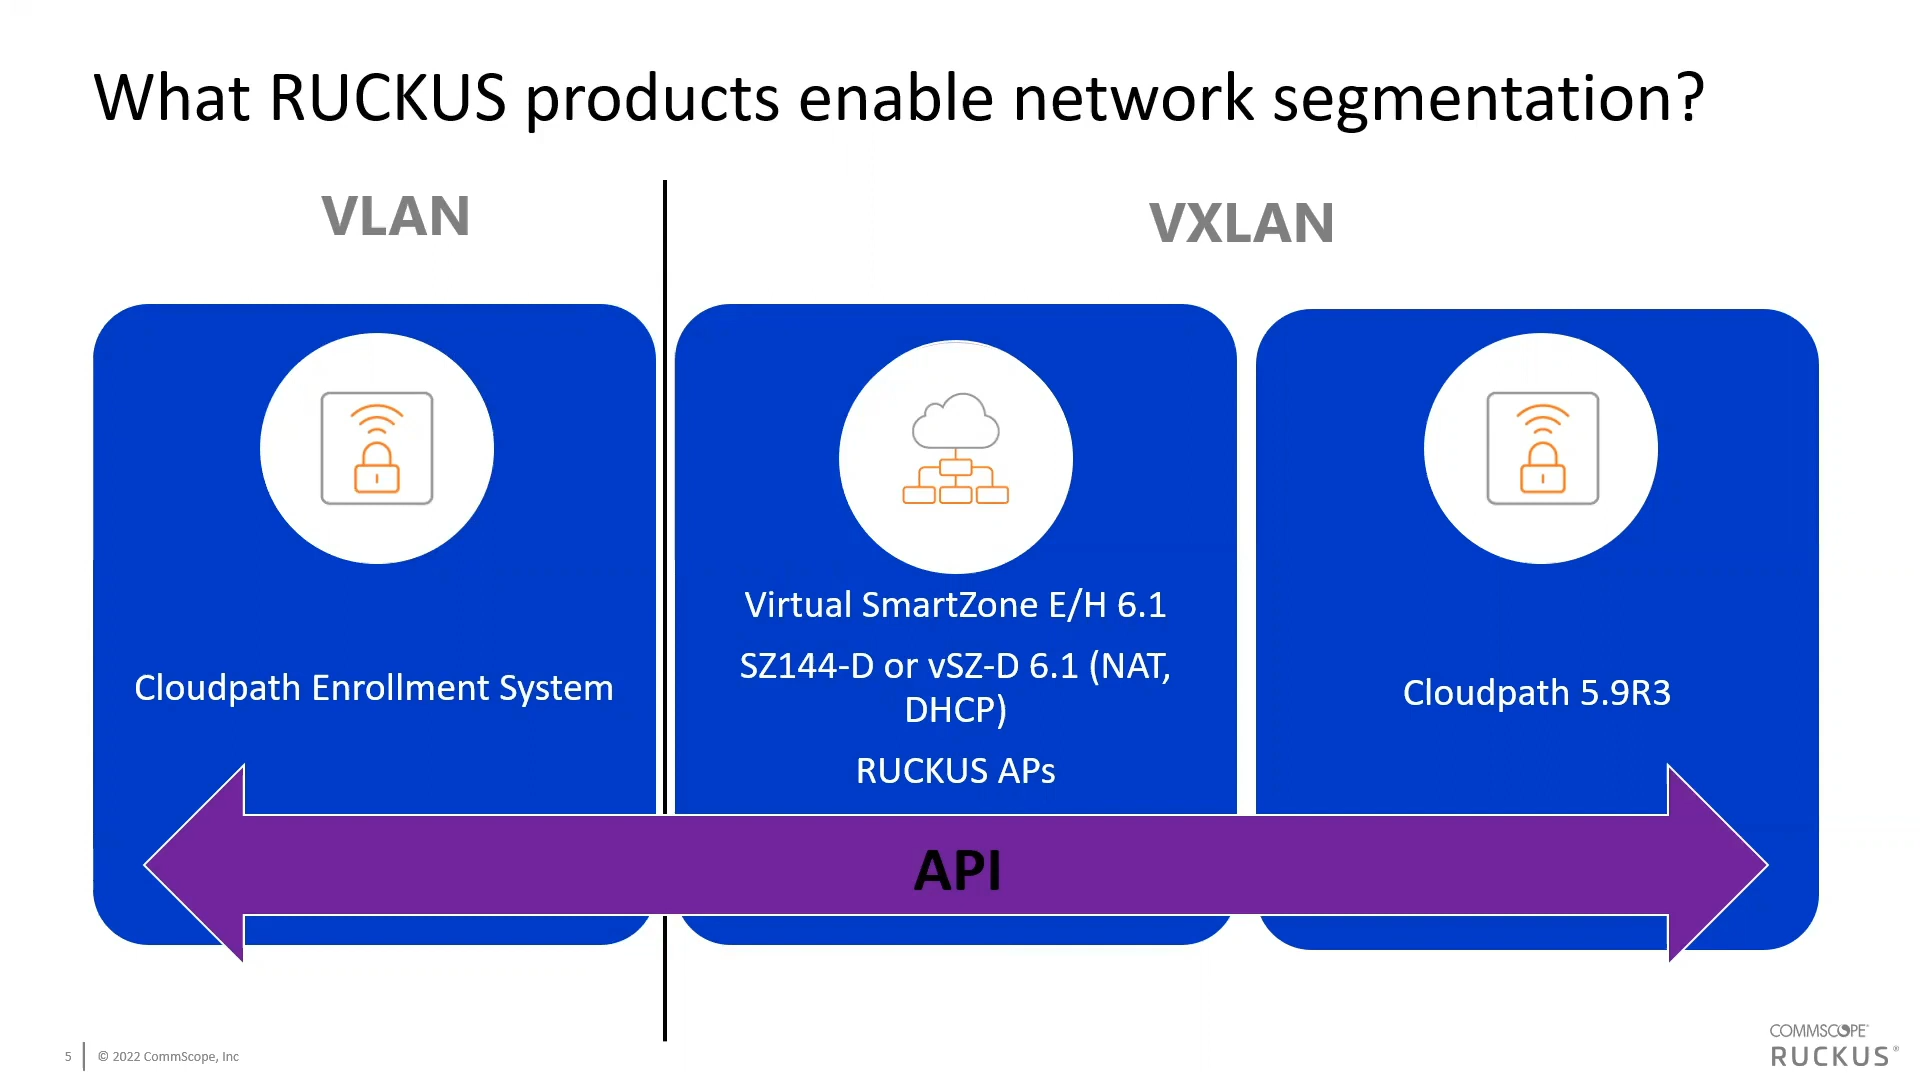 What RUCKUS products enable network segmentation?
VLAN
VXLAN
Cloudpath Enrollment System
Virtual SmartZone E/H 6.1
SZ144-D or vSZ-D 6.1 (NAT,
DHCP)
RUCKUS APs
Cloudpath 5.9R3
API
5
© 2022 CommScope, Inc
COMMSCOPE®
RUCKUS®